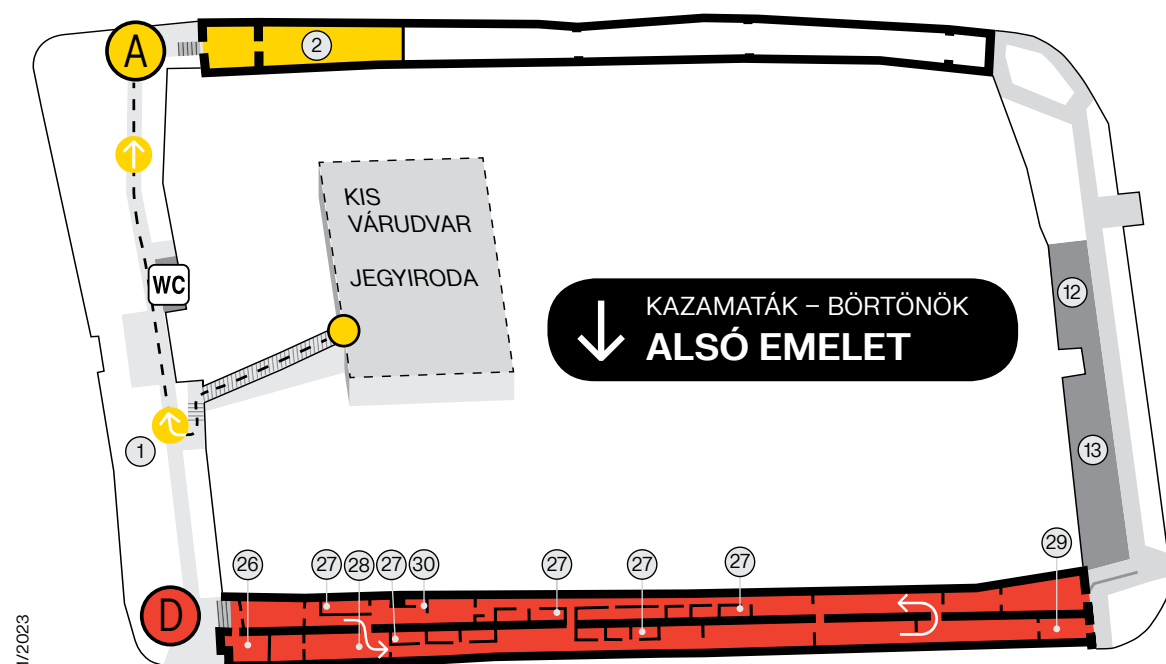 A
2
KIS
VÁRUDVAR
JEGYIRODA
WC
KAZAMATÁK – BÖRTÖNÖK
ALSÓ EMELET
12
1
13
26
27
28
27
30
27
27
27
29
D
I/2023